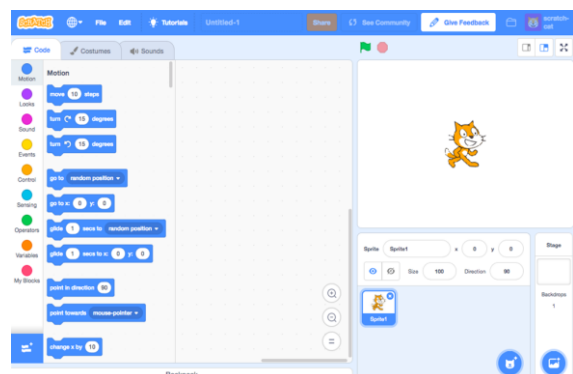 SCRATCH File Edit Tutorials Untitled-1 Share See Community Give Feedback scratch-cat
Code Costumes Sounds
Motion
Looks
Sound
Events
Control
Sensing
Operators
Variables
My Blocks
Motion
move 10 steps
turn 15 degrees
turn 15 degrees
go to random position
go to x: 0 y: 0
glide 1 secs to random position
glide 1 secs to x: 0 y: 0
point in direction 90
point towards mouse-pointer
change x by 10
Sprite Sprite1 x 0 y 0
Size 100 Direction 90
Sprite1
Stage
Backdrops
1
Backpack